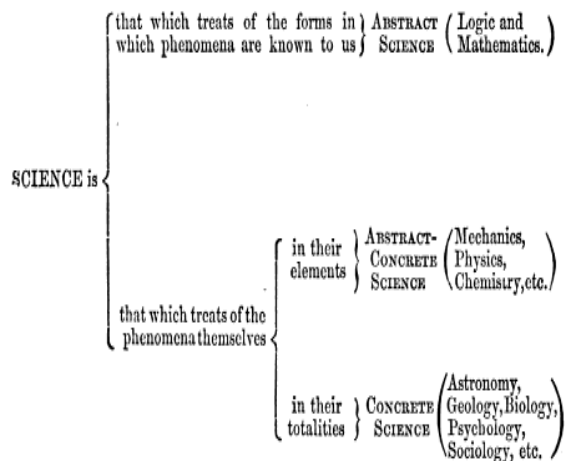 that which treats of the forms in
which phenomena are known to us
ABSTRACT
SCIENCE
Logic and
Mathematics.
SCIENCE is
that which treats of the
phenomena themselves
in their
elements
ABSTRACT-
CONCRETE
SCIENCE
Mechanics,
Physics,
Chemistry, etc.
in their
totalities
CONCRETE
SCIENCE
Astronomy,
Geology, Biology,
Psychology,
Sociology, etc.